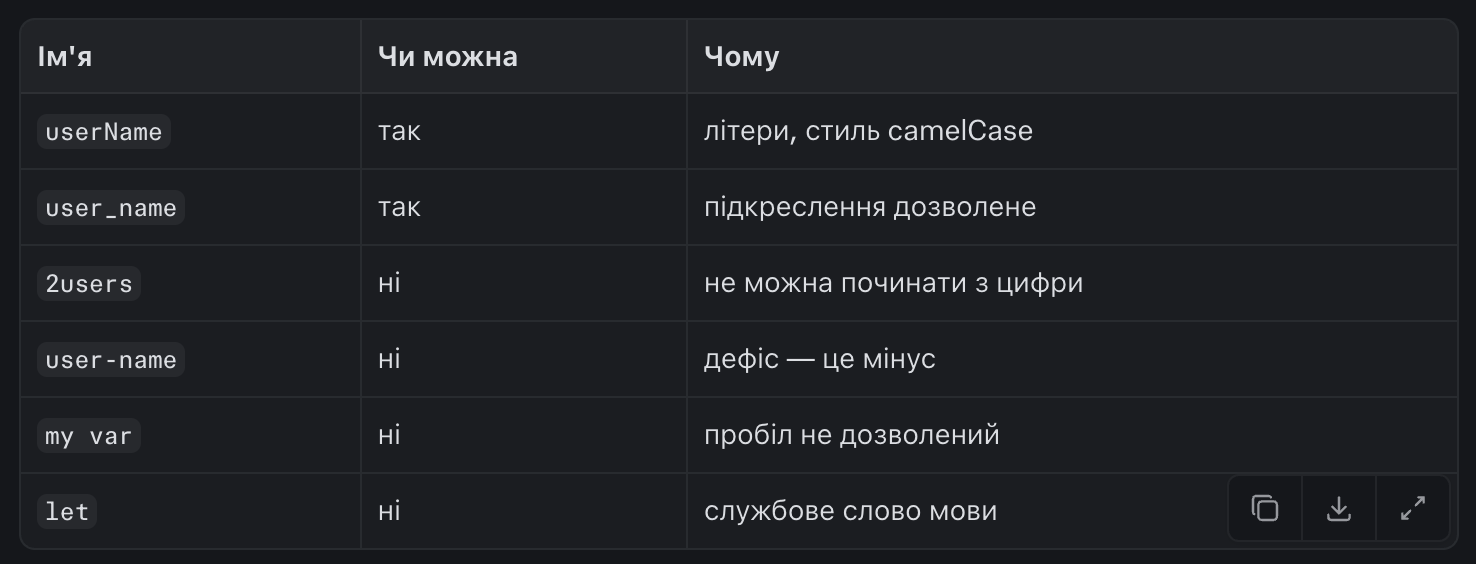 Ім'я Чи можна Чому
userName так літери, стиль camelCase
user_name так підкреслення дозволене
2users ні не можна починати з цифри
user-name ні дефіс — це мінус
my var ні пробіл не дозволений
let ні службове слово мови